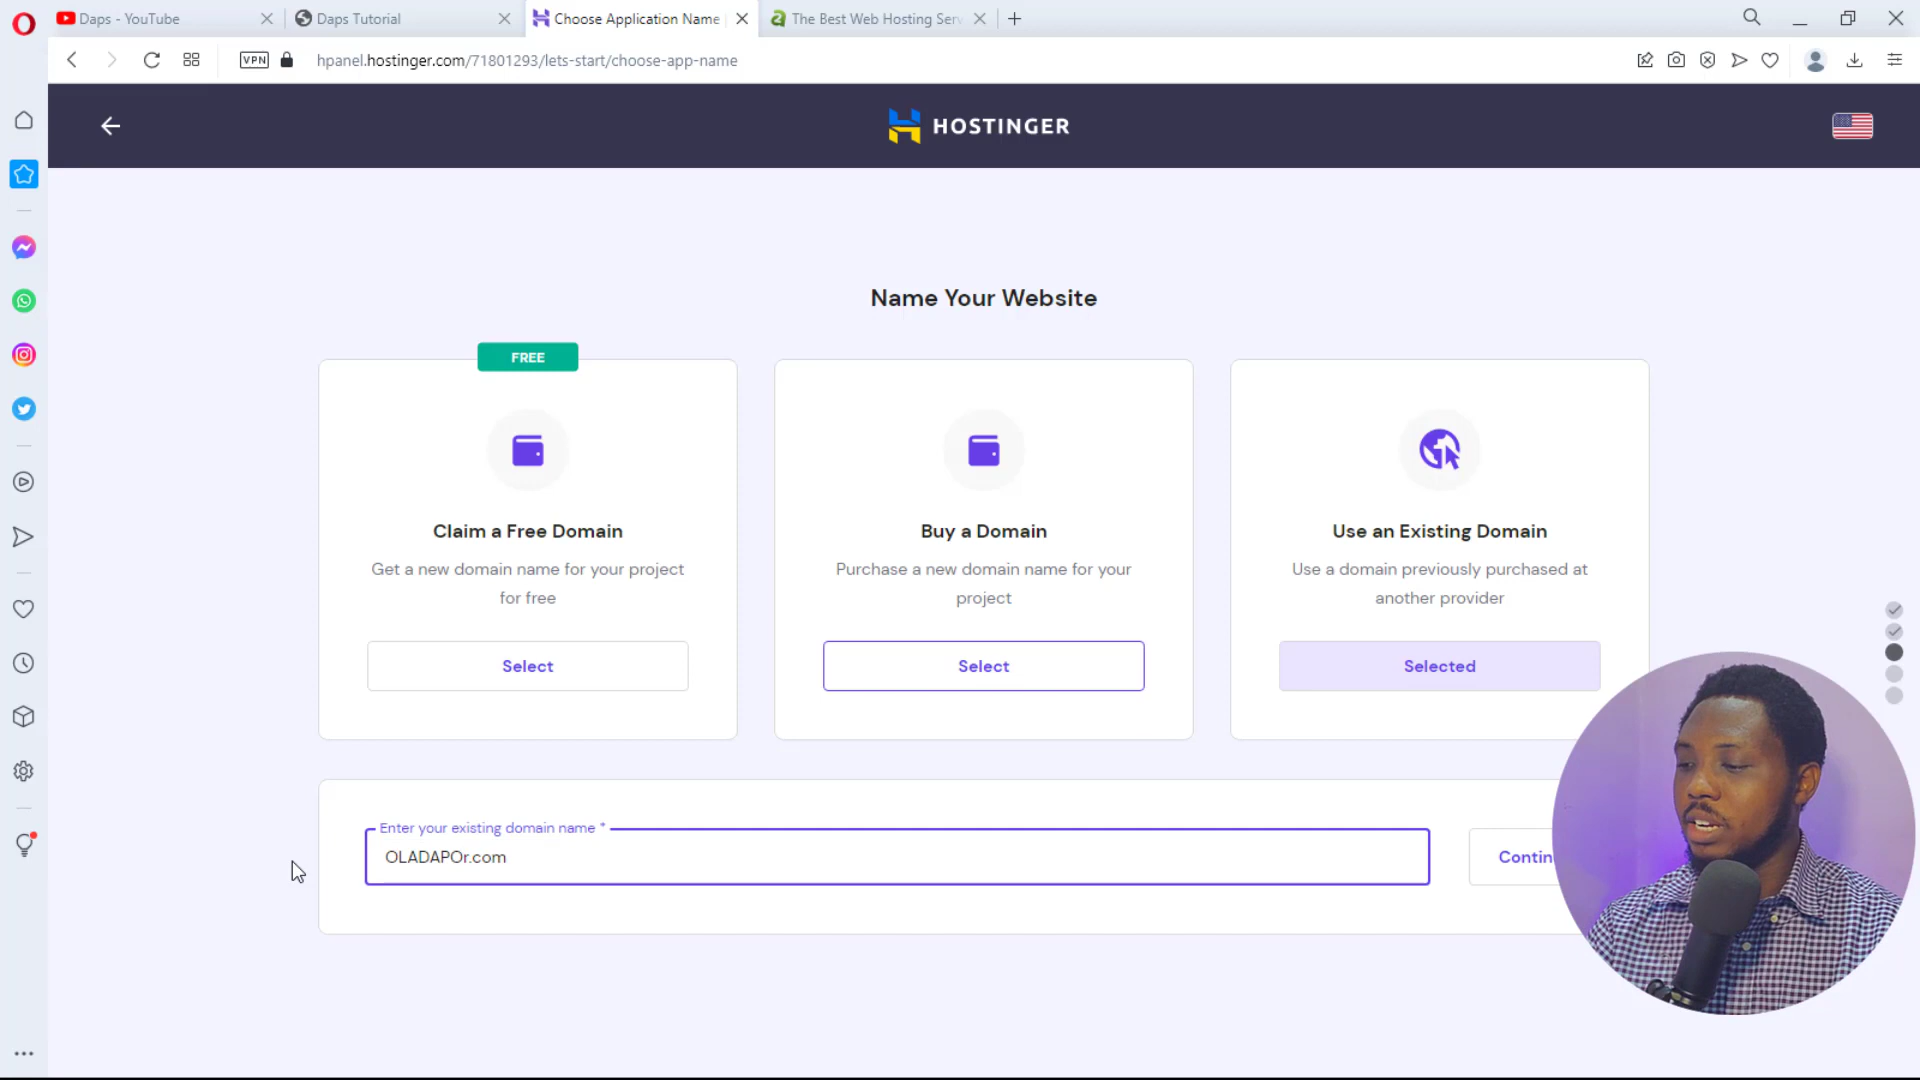 Daps - YouTube
Daps Tutorial
Choose Application Name
The Best Web Hosting Serv
VPN
hpanel.hostinger.com/71801293/lets-start/choose-app-name
HOSTINGER
Name Your Website
FREE
Claim a Free Domain
Get a new domain name for your project
for free
Select
Buy a Domain
Purchase a new domain name for your
project
Select
Use an Existing Domain
Use a domain previously purchased at
another provider
Selected
Enter your existing domain name *
OLADAPOr.com
Contin